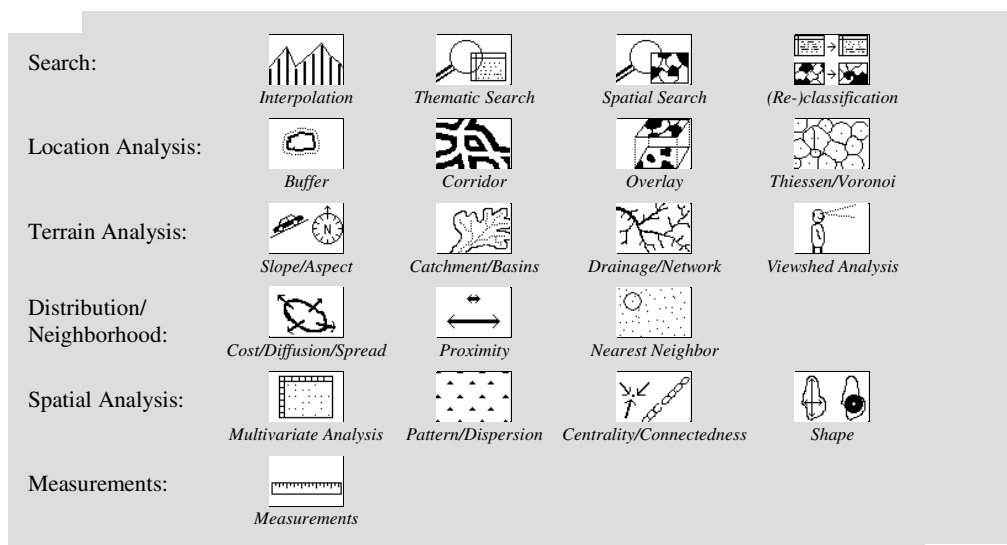 Search:
Interpolation
Thematic Search
Spatial Search
(Re-)classification
Location Analysis:
Buffer
Corridor
Overlay
Thiessen/Voronoi
Terrain Analysis:
N
Slope/Aspect
Catchment/Basins
Drainage/Network
Viewshed Analysis
Distribution/
Neighborhood:
Cost/Diffusion/Spread
Proximity
Nearest Neighbor
Spatial Analysis:
Multivariate Analysis
Pattern/Dispersion
Centrality/Connectedness
Shape
Measurements:
Measurements